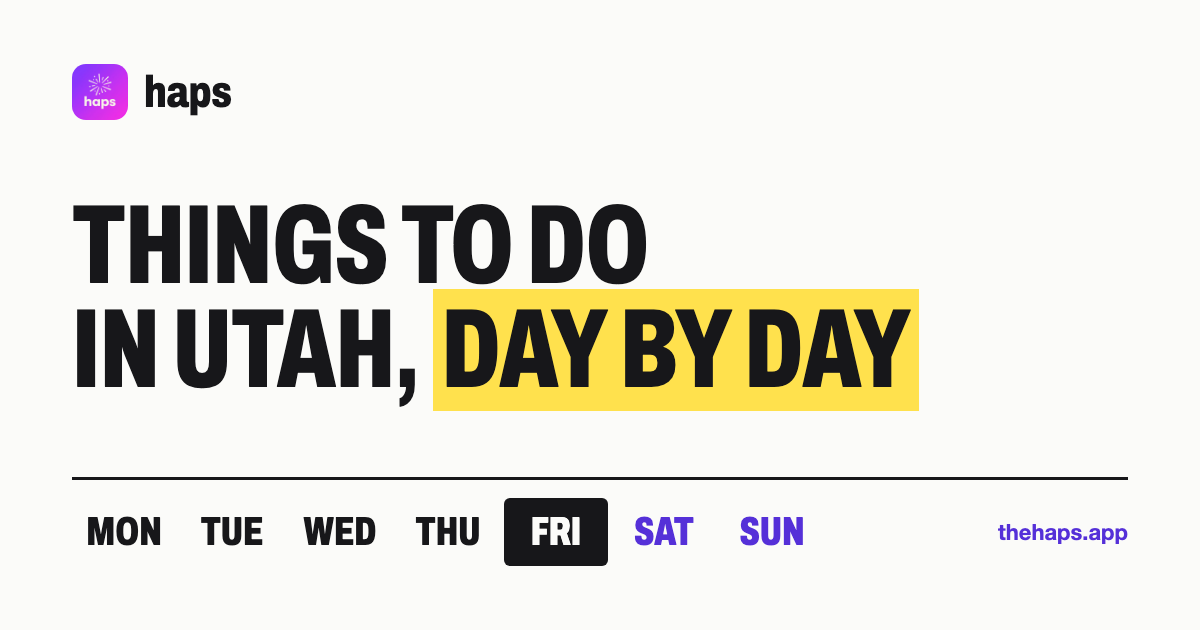 haps
haps
THINGS TO DO
IN UTAH, DAY BY DAY
MON TUE WED THU FRI SAT SUN
thehaps.app